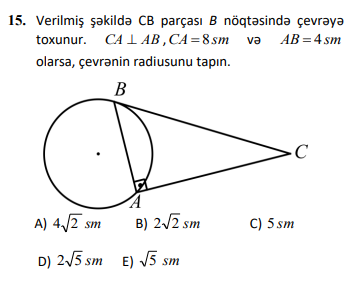 15. Verilmiş şəkildə CB parçası B nöqtəsində çevrəyə
toxunur. CA ⊥ AB, CA = 8 sm və AB = 4 sm
olarsa, çevrənin radiusunu tapın.
B
C
A
A) 4√2 sm B) 2√2 sm C) 5 sm
D) 2√5 sm E) √5 sm